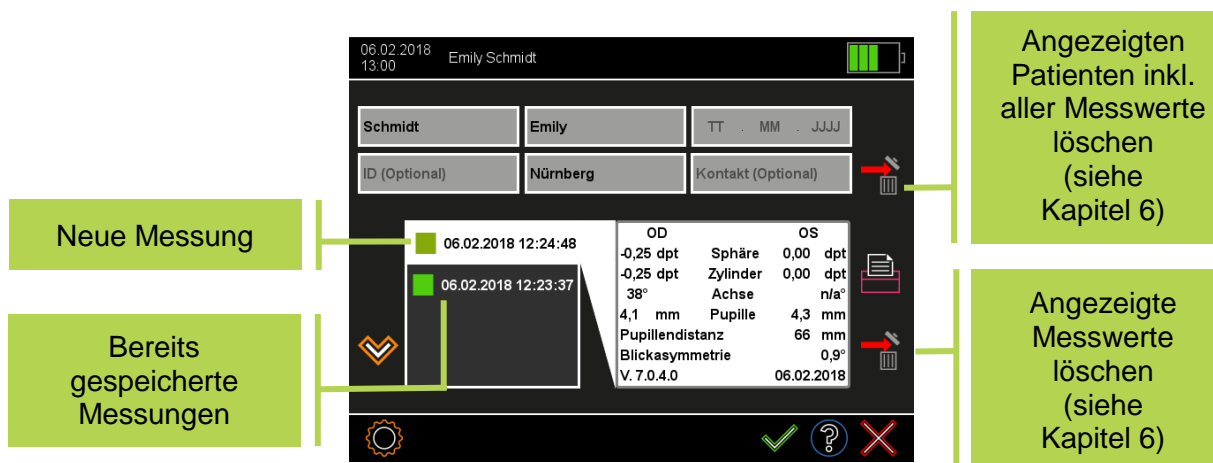 06.02.2018
13:00
Emily Schmidt
Schmidt
Emily
TT . MM . JJJJ
ID (Optional)
Nürnberg
Kontakt (Optional)
Angezeigten
Patienten inkl.
aller Messwerte
löschen
(siehe
Kapitel 6)
Neue Messung
06.02.2018 12:24:48
06.02.2018 12:23:37
OD OS
-0,25 dpt Sphäre 0,00 dpt
-0,25 dpt Zylinder 0,00 dpt
38° Achse n/a°
4,1 mm Pupille 4,3 mm
Pupillendistanz 66 mm
Blickasymmetrie 0,9°
V. 7.0.4.0 06.02.2018
Bereits
gespeicherte
Messungen
Angezeigte
Messwerte
löschen
(siehe
Kapitel 6)